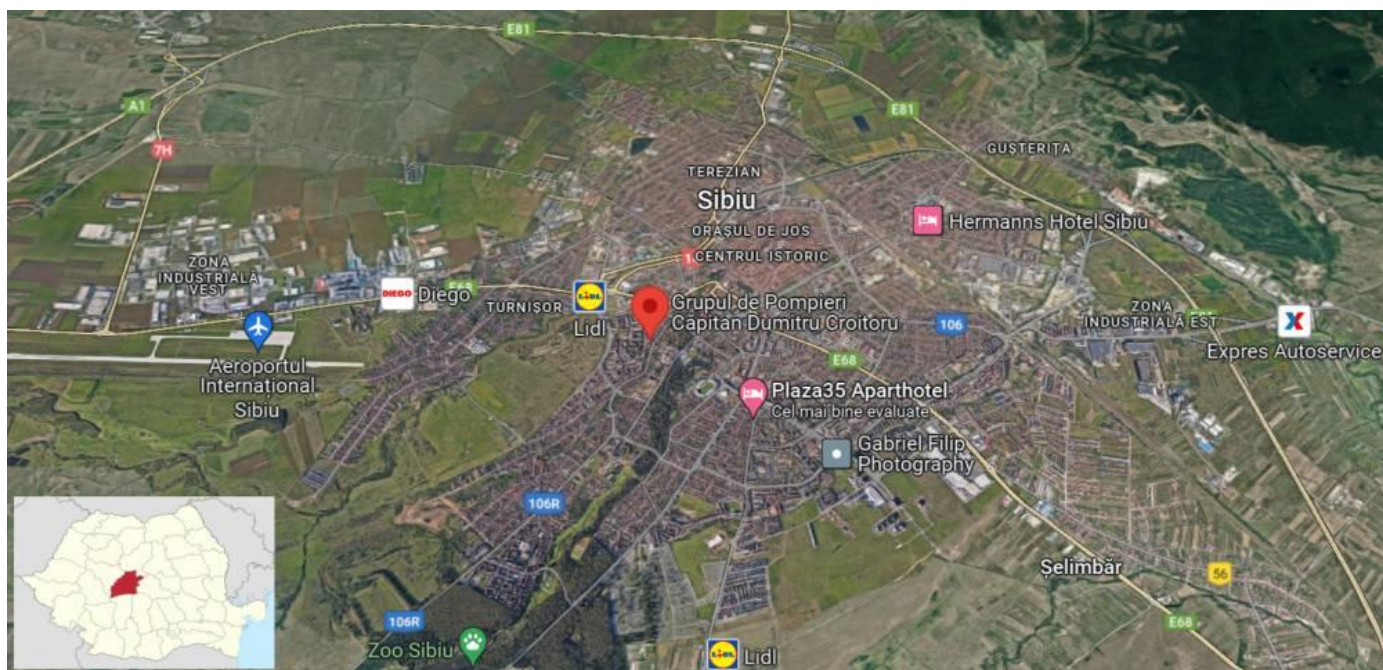 E81
A1
E81
7H
GUȘTERIȚA
TEREZIAN
Sibiu
Hermanns Hotel Sibiu
ORAȘUL DE JOS
CENTRUL ISTORIC
ZONA
INDUSTRIALĂ
VEST
E68
DIEGO Diego
TURNIȘOR
LIDL
Lidl
Grupul de Pompieri
Căpitan Dumitru Croitoru
106
ZONA
INDUSTRIALĂ EST
Expres Autoservice
Aeroportul
Internațional
Sibiu
E68
Plaza35 Aparthotel
Cel mai bine evaluate
Gabriel Filip
Photography
106R
Șelimbăr
56
106R
E68
Zoo Sibiu
LIDL
Lidl